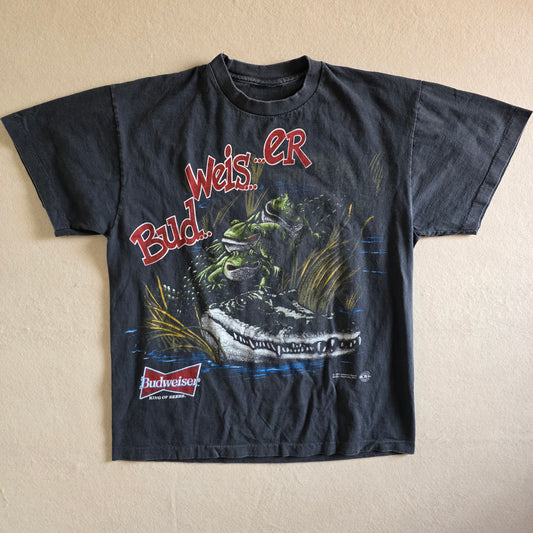 Bud...
Weis...
...eR
Budweiser
KING OF BEERS.